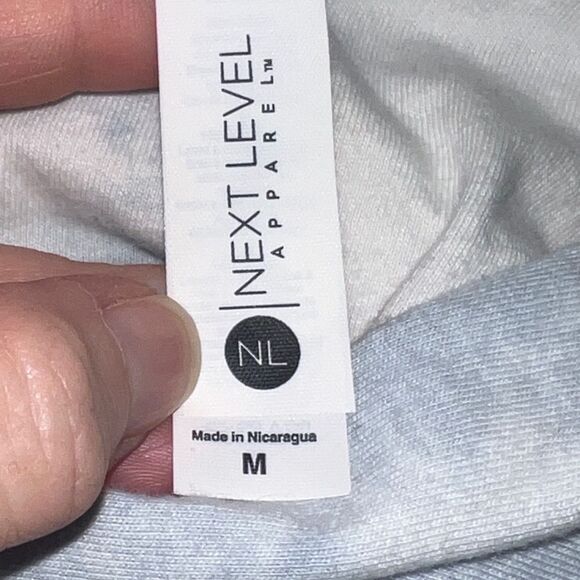 NEXT LEVEL
APPAREL™
NL
Made in Nicaragua
M